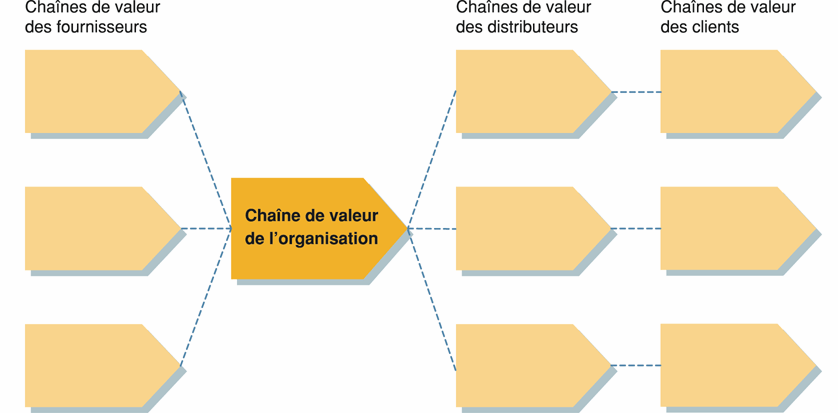 Chaînes de valeur
des fournisseurs
Chaînes de valeur
des distributeurs
Chaînes de valeur
des clients
Chaîne de valeur
de l'organisation